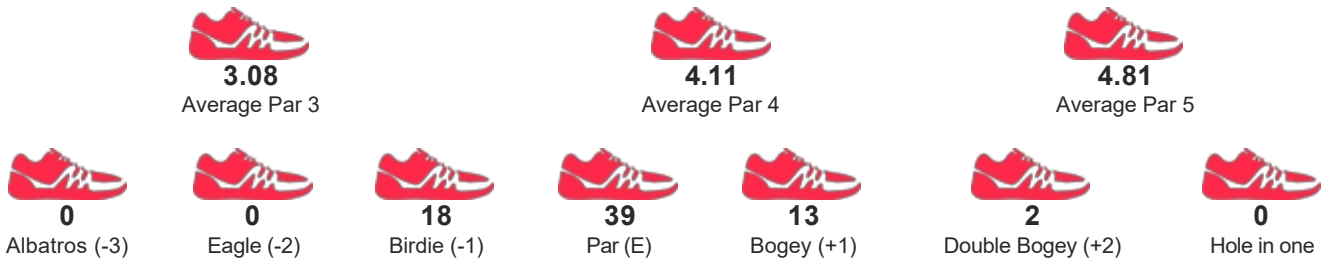 3.08 4.11 4.81
Average Par 3 Average Par 4 Average Par 5
0 0 18 39 13 2 0
Albatros (-3) Eagle (-2) Birdie (-1) Par (E) Bogey (+1) Double Bogey (+2) Hole in one